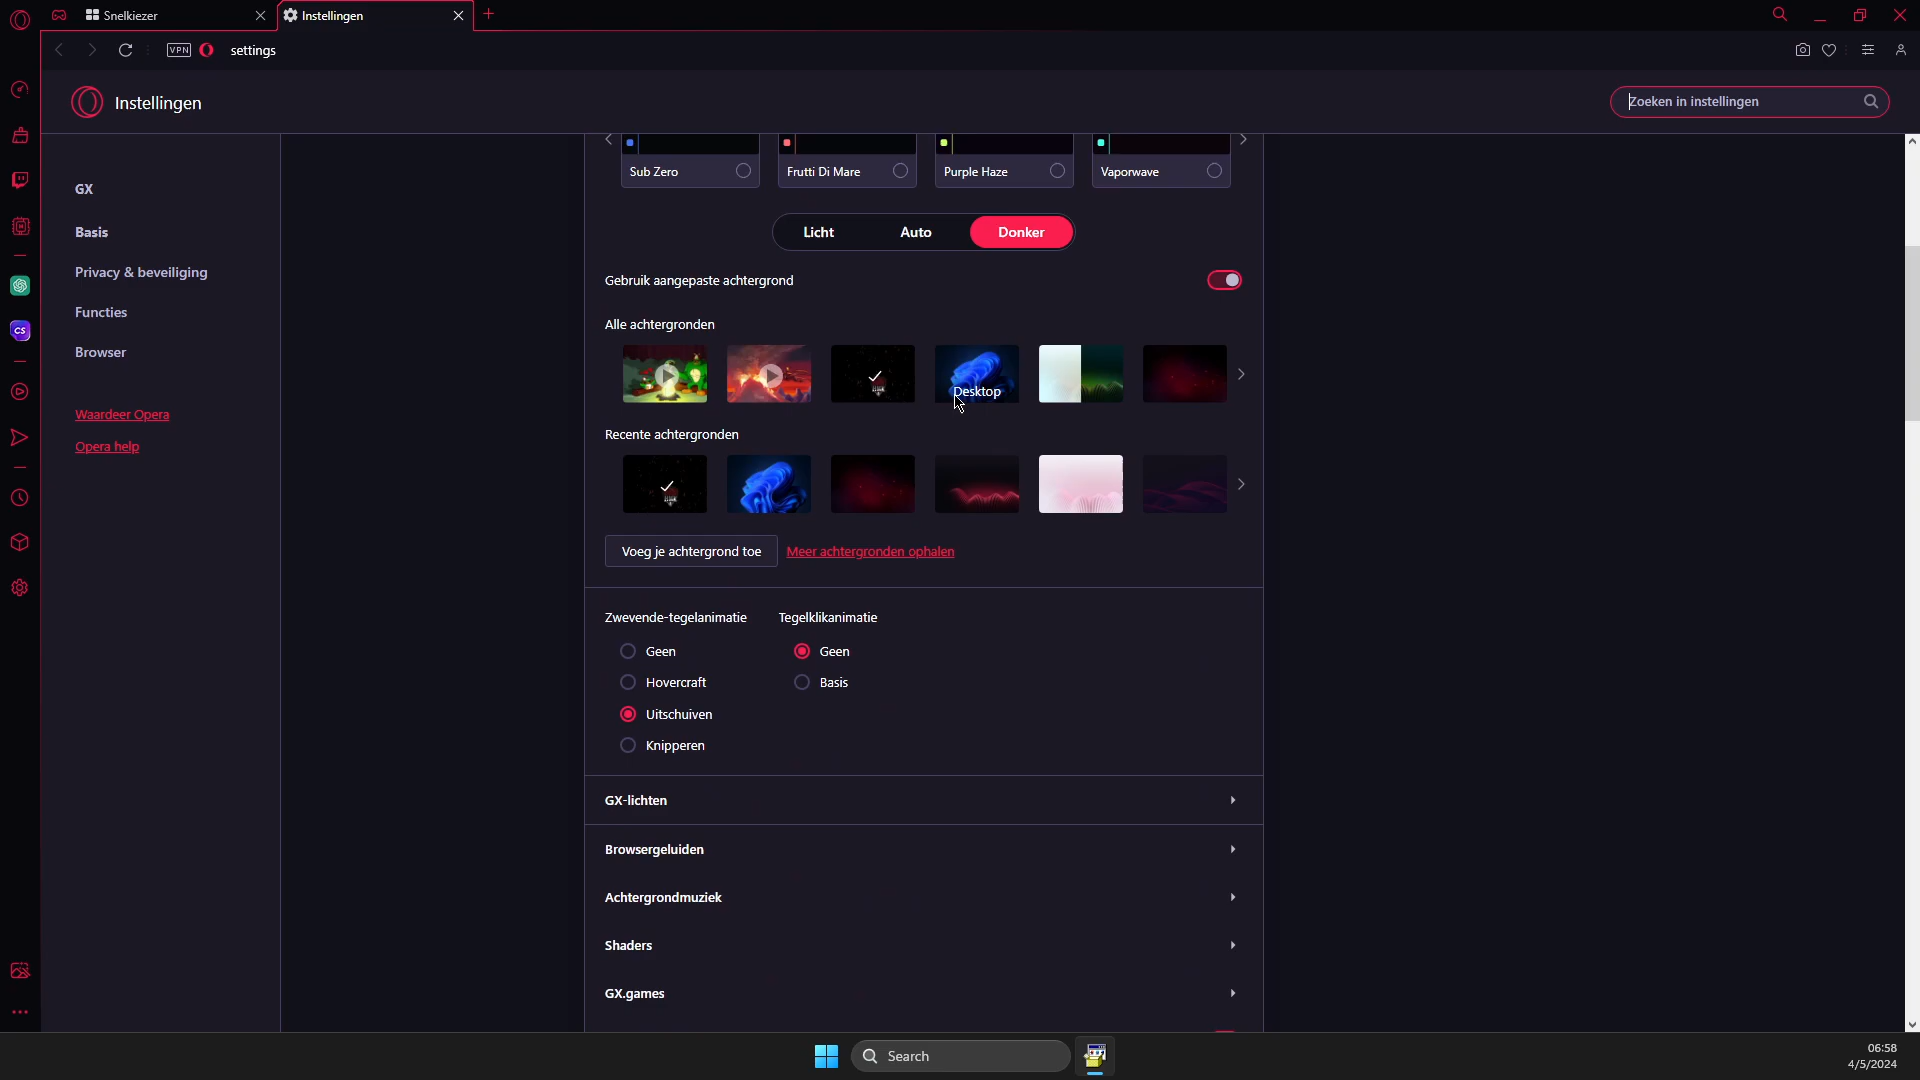 Snelkiezer
Instellingen
VPN
settings
Instellingen
Zoeken in instellingen
GX
Basis
Privacy & beveiliging
Functies
Browser
Waardeer Opera
Opera help
CS
Sub Zero
Frutti Di Mare
Purple Haze
Vaporwave
Licht
Auto
Donker
Gebruik aangepaste achtergrond
Alle achtergronden
Desktop
Recente achtergronden
Voeg je achtergrond toe
Meer achtergronden ophalen
Zwevende-tegelanimatie
Tegelklikanimatie
Geen
Geen
Hovercraft
Basis
Uitschuiven
Knipperen
GX-lichten
Browsergeluiden
Achtergrondmuziek
Shaders
GX.games
Search
06:58
4/5/2024